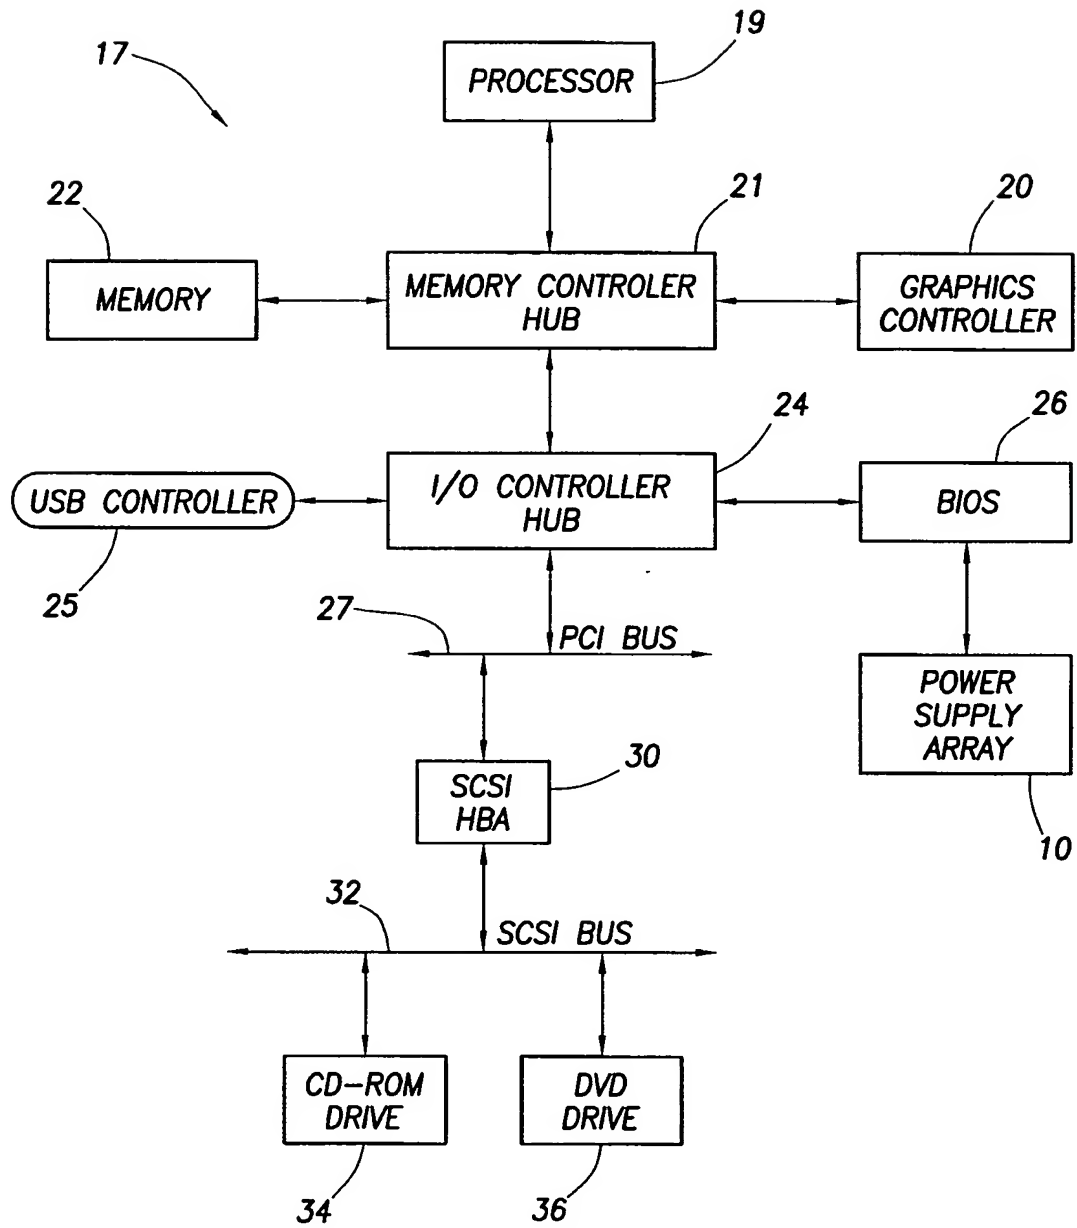 19
17
PROCESSOR
22
21
20
MEMORY
MEMORY CONTROLER
HUB
GRAPHICS
CONTROLLER
24
26
USB CONTROLLER
I/O CONTROLLER
HUB
BIOS
25
27
PCI BUS
POWER
SUPPLY
ARRAY
30
SCSI
HBA
10
32
SCSI BUS
CD-ROM
DRIVE
DVD
DRIVE
34
36